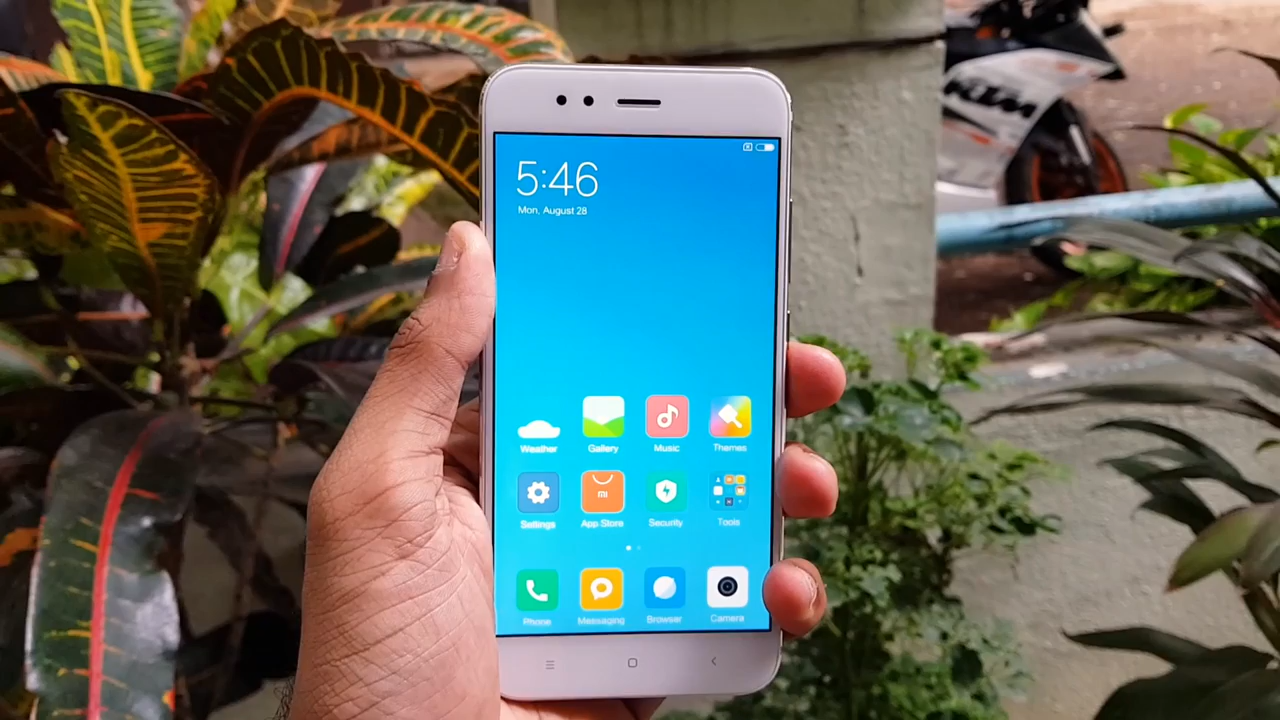 KTM
5:46
Mon, August 28
Weather Gallery Music Themes
mi
Settings App Store Security Tools
Phone Messaging Browser Camera